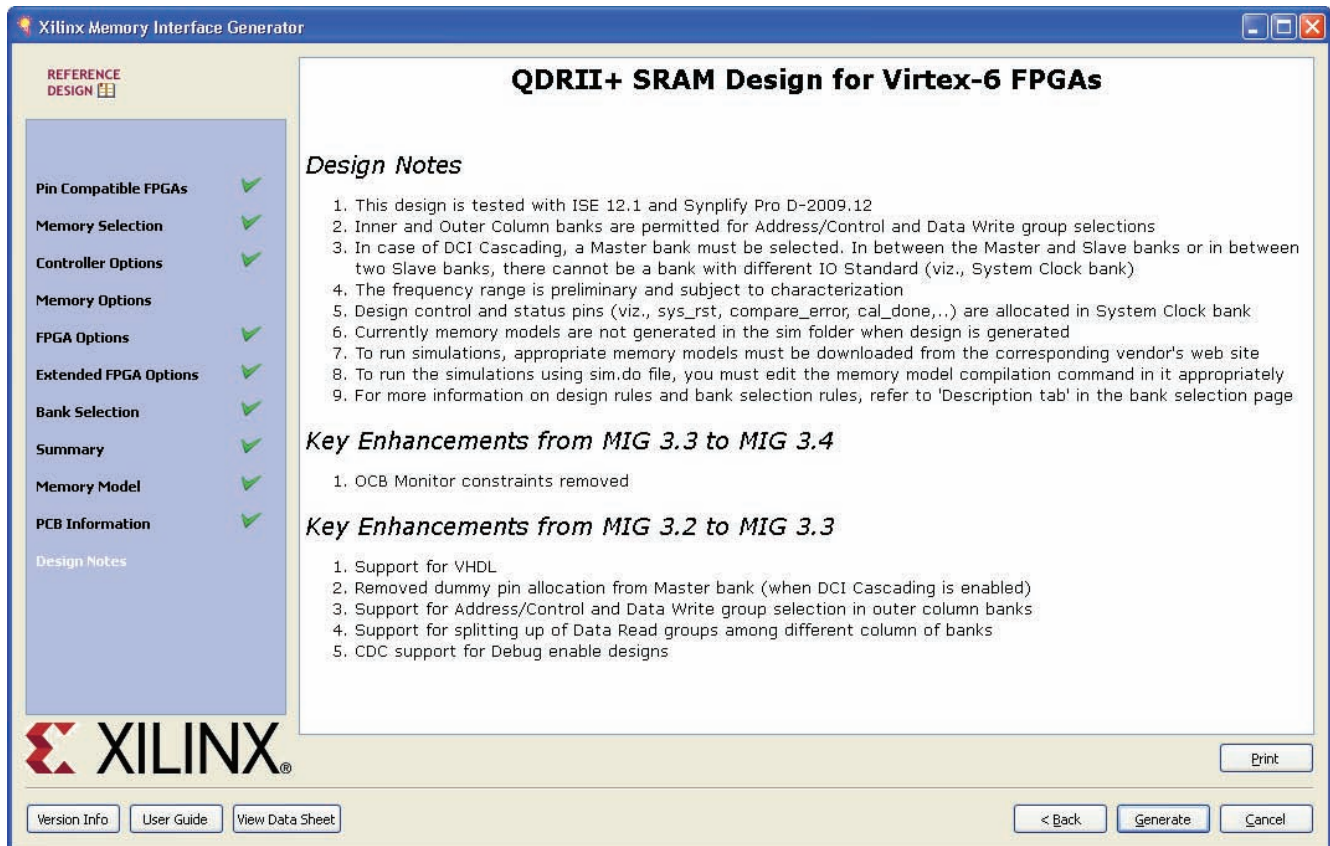 Xilinx Memory Interface Generator
REFERENCE
DESIGN
Pin Compatible FPGAs
Memory Selection
Controller Options
Memory Options
FPGA Options
Extended FPGA Options
Bank Selection
Summary
Memory Model
PCB Information
Design Notes
XILINX®
QDRII+ SRAM Design for Virtex-6 FPGAs
Design Notes
1. This design is tested with ISE 12.1 and Synplify Pro D-2009.12
2. Inner and Outer Column banks are permitted for Address/Control and Data Write group selections
3. In case of DCI Cascading, a Master bank must be selected. In between the Master and Slave banks or in between
two Slave banks, there cannot be a bank with different IO Standard (viz., System Clock bank)
4. The frequency range is preliminary and subject to characterization
5. Design control and status pins (viz., sys_rst, compare_error, cal_done,..) are allocated in System Clock bank
6. Currently memory models are not generated in the sim folder when design is generated
7. To run simulations, appropriate memory models must be downloaded from the corresponding vendor's web site
8. To run the simulations using sim.do file, you must edit the memory model compilation command in it appropriately
9. For more information on design rules and bank selection rules, refer to 'Description tab' in the bank selection page
Key Enhancements from MIG 3.3 to MIG 3.4
1. OCB Monitor constraints removed
Key Enhancements from MIG 3.2 to MIG 3.3
1. Support for VHDL
2. Removed dummy pin allocation from Master bank (when DCI Cascading is enabled)
3. Support for Address/Control and Data Write group selection in outer column banks
4. Support for splitting up of Data Read groups among different column of banks
5. CDC support for Debug enable designs
Print
Version Info
User Guide
View Data Sheet
< Back
Generate
Cancel